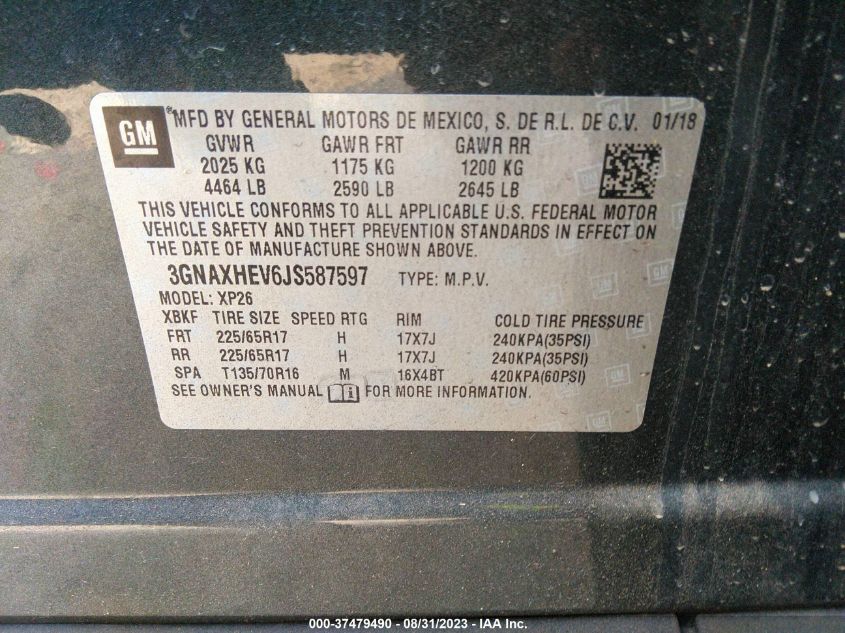 GM ® MFD BY GENERAL MOTORS DE MEXICO, S. DE R.L. DE C.V. 01/18
GVWR GAWR FRT GAWR RR
2025 KG 1175 KG 1200 KG
4464 LB 2590 LB 2645 LB
THIS VEHICLE CONFORMS TO ALL APPLICABLE U.S. FEDERAL MOTOR
VEHICLE SAFETY AND THEFT PREVENTION STANDARDS IN EFFECT ON
THE DATE OF MANUFACTURE SHOWN ABOVE.
3GNAXHEV6JS587597 TYPE: M.P.V.
MODEL: XP26
XBKF TIRE SIZE SPEED RTG RIM COLD TIRE PRESSURE
FRT 225/65R17 H 17X7J 240KPA(35PSI)
RR 225/65R17 H 17X7J 240KPA(35PSI)
SPA T135/70R16 M 16X4BT 420KPA(60PSI)
SEE OWNER'S MANUAL FOR MORE INFORMATION.
000-37479490 - 08/31/2023 - IAA Inc.